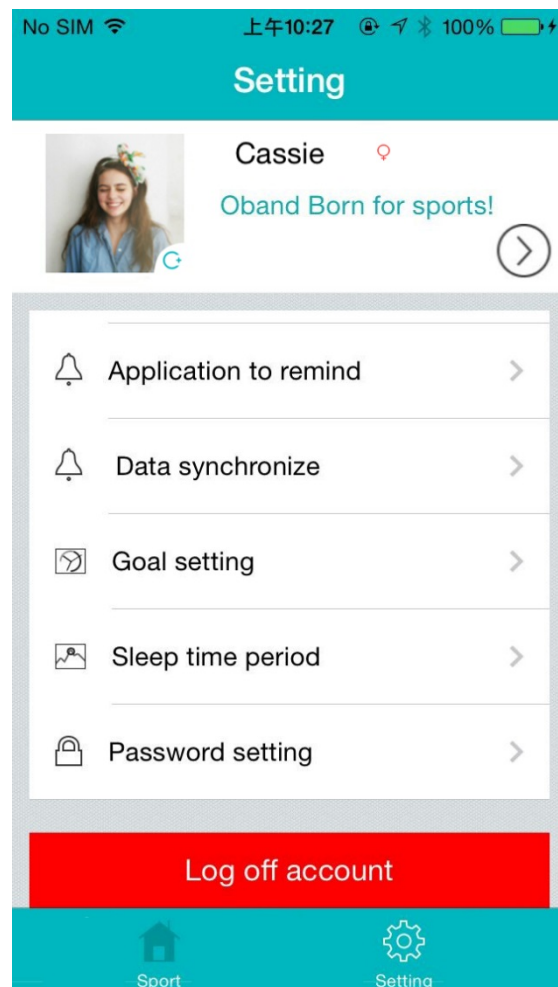 No SIM 上午10:27 100%
Setting
Cassie
Oband Born for sports!
Application to remind
Data synchronize
Goal setting
Sleep time period
Password setting
Log off account
Sport Setting